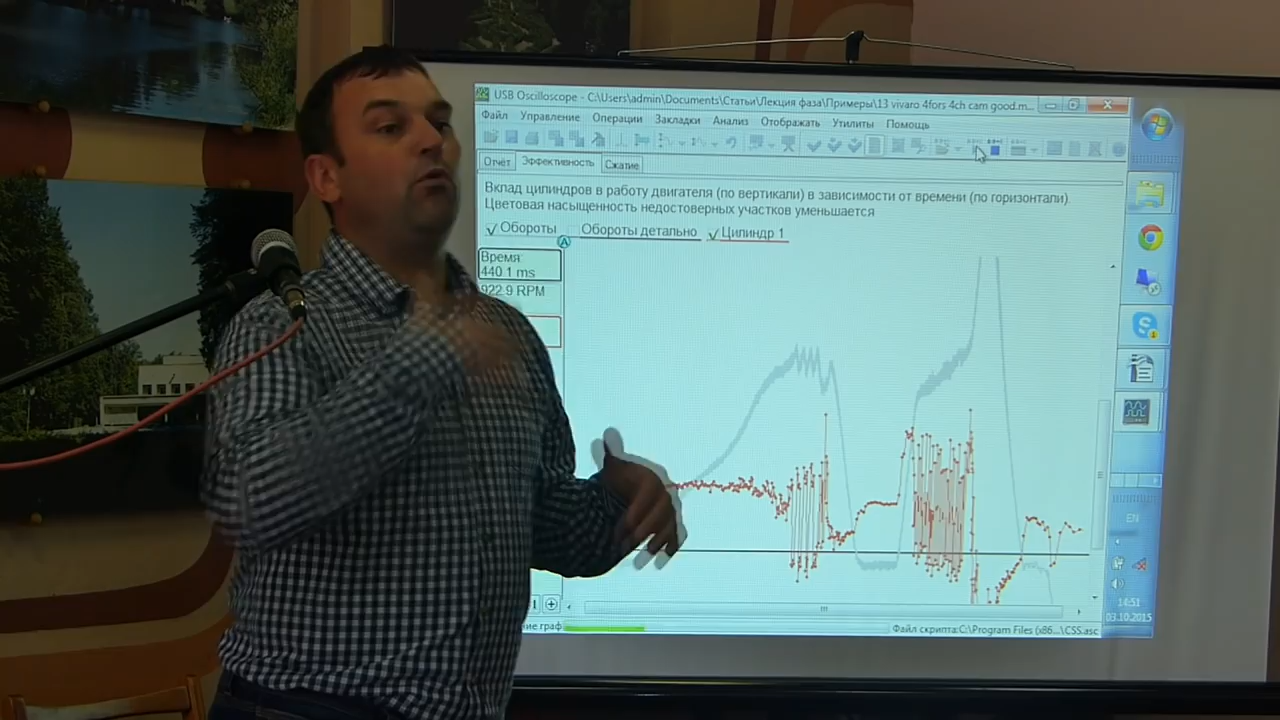 USB Oscilloscope - C:\Users\admin\Documents\Статьи\Лекция фаза\Примеры\13 vivaro 4fors 4ch cam good.m...
Файл Управление Операции Закладки Анализ Отображать Утилиты Помощь
Отчёт Эффективность Сжатие
Вклад цилиндров в работу двигателя (по вертикали) в зависимости от времени (по горизонтали).
Цветовая насыщенность недостоверных участков уменьшается
Обороты Обороты детально Цилиндр 1
A
Время:
440.1 ms
922.9 RPM
EN
1
14:51
03.10.2015
ие граф
Файл скрипта:C:\Program Files (x86...\CSS.asc